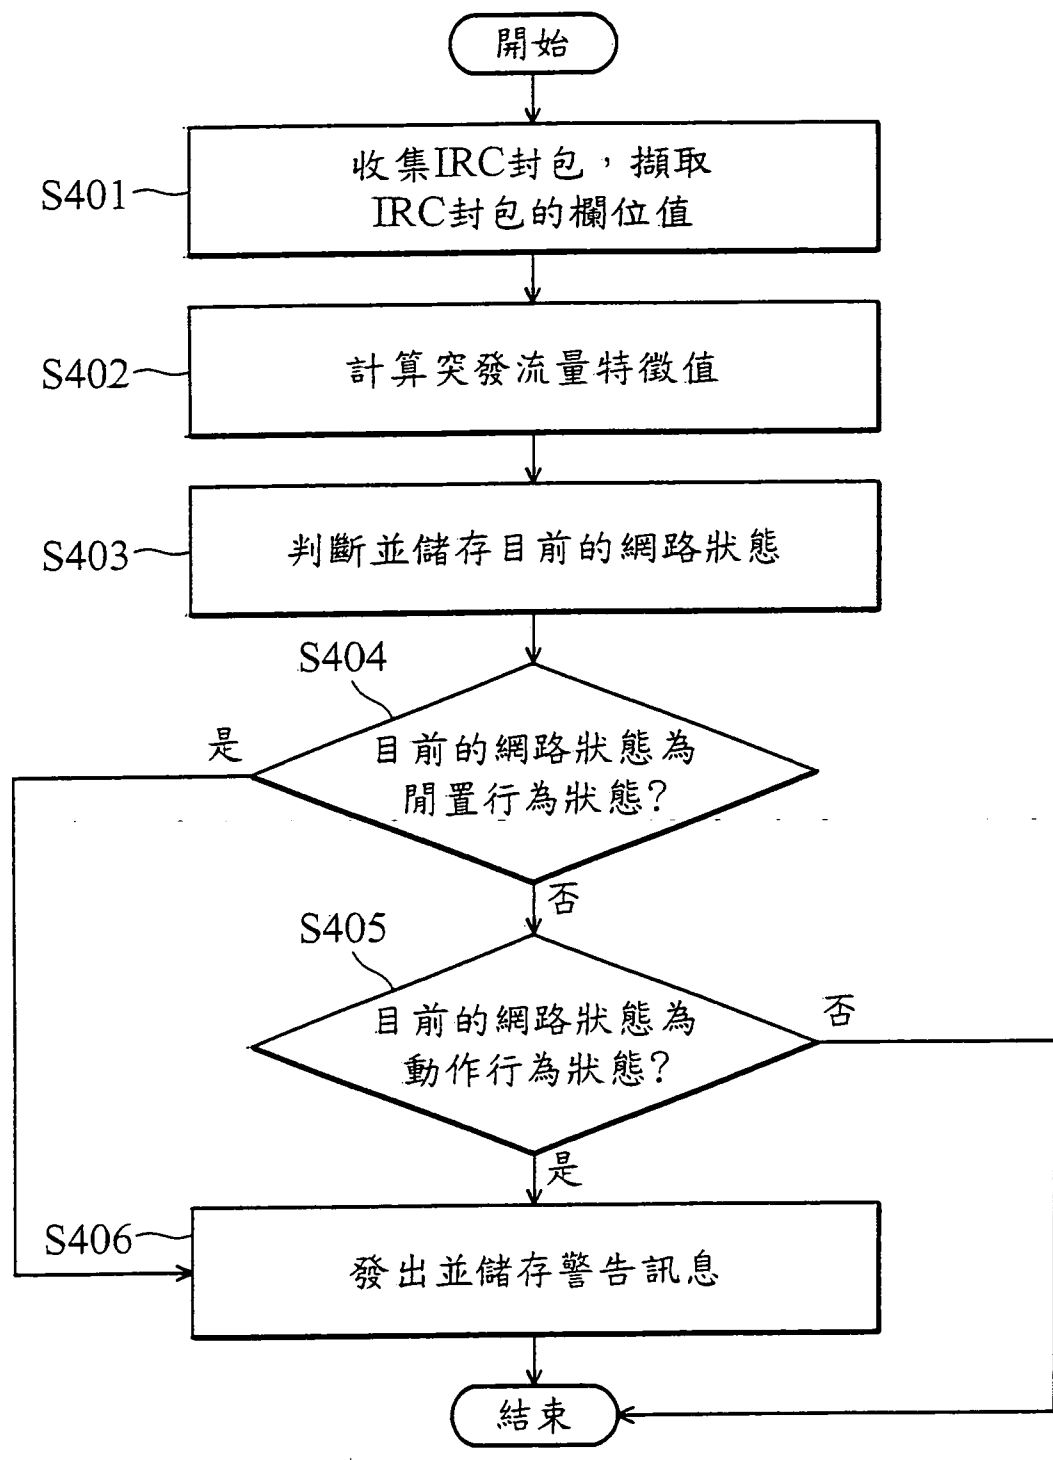 開始
S401
收集IRC封包，擷取
IRC封包的欄位值
S402
計算突發流量特徵值
S403
判斷並儲存目前的網路狀態
S404
是
目前的網路狀態為
閒置行為狀態?
否
S405
目前的網路狀態為
動作行為狀態?
否
是
S406
發出並儲存警告訊息
結束